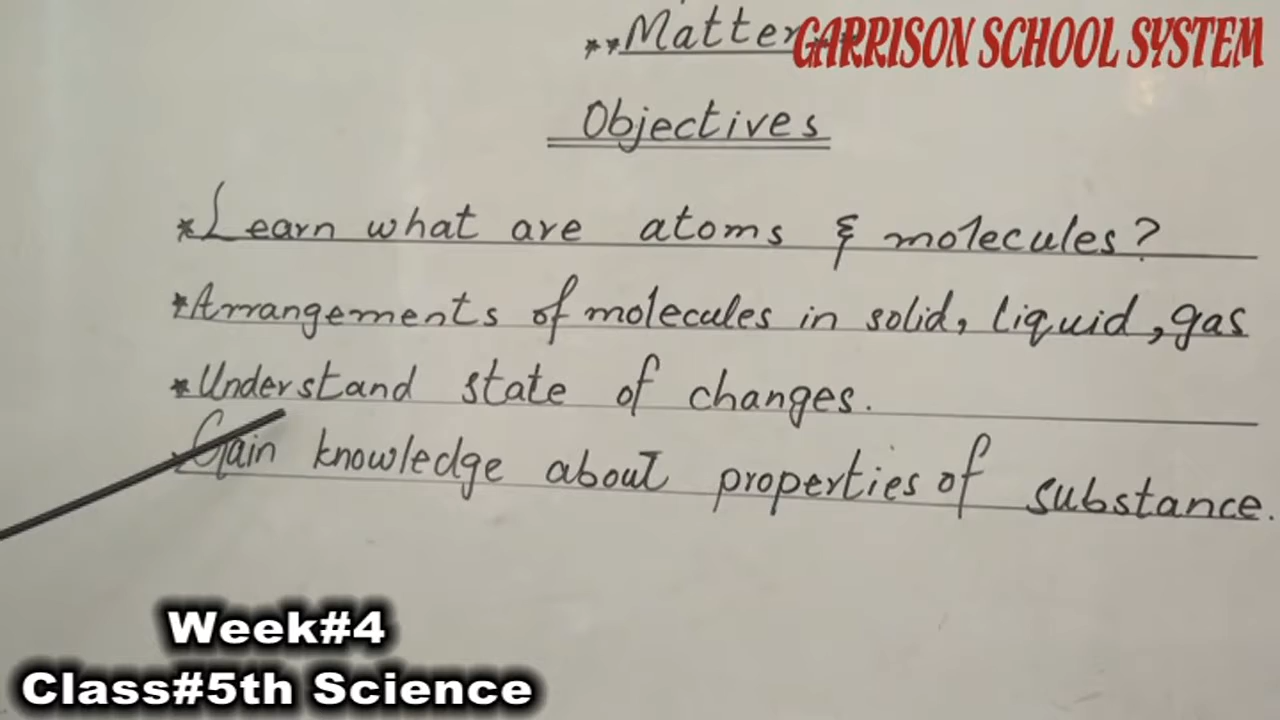 **Matter
GARRISON SCHOOL SYSTEM
Objectives
*Learn what are atoms & molecules?
*Arrangements of molecules in solid, liquid, gas
*Understand state of changes.
Gain knowledge about properties of substance.
Week#4
Class#5th Science